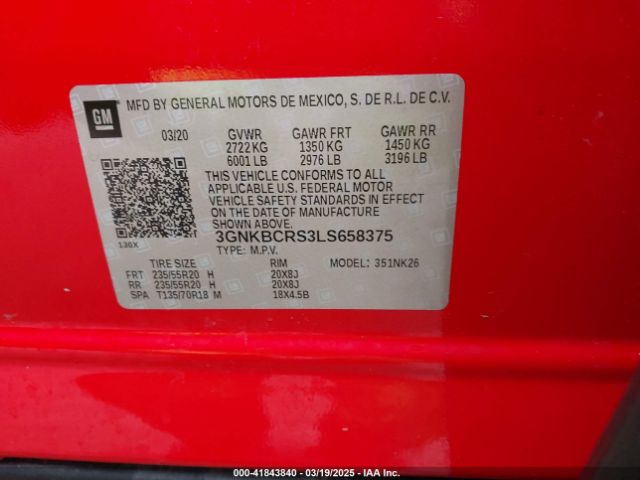 GM
MFD BY GENERAL MOTORS DE MEXICO, S. DE R.L. DE C.V.
03/20 GVWR GAWR FRT GAWR RR
2722 KG 1350 KG 1450 KG
6001 LB 2976 LB 3196 LB
THIS VEHICLE CONFORMS TO ALL
APPLICABLE U.S. FEDERAL MOTOR
VEHICLE SAFETY STANDARDS IN EFFECT
ON THE DATE OF MANUFACTURE
SHOWN ABOVE.
3GNKBCRS3LS658375
TYPE: M.P.V.
130X
TIRE SIZE RIM MODEL: 351NK26
FRT 235/55R20 H 20X8J
RR 235/55R20 H 20X8J
SPA T135/70R18 M 18X4.5B
000-41843840 - 03/19/2025 - IAA Inc.